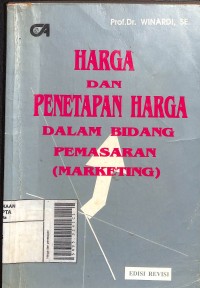 Prof.Dr. WINARDI, SE.
HARGA
DAN
PENETAPAN HARGA
DALAM BIDANG
PEMASARAN
(MARKETING)
EDISI REVISI